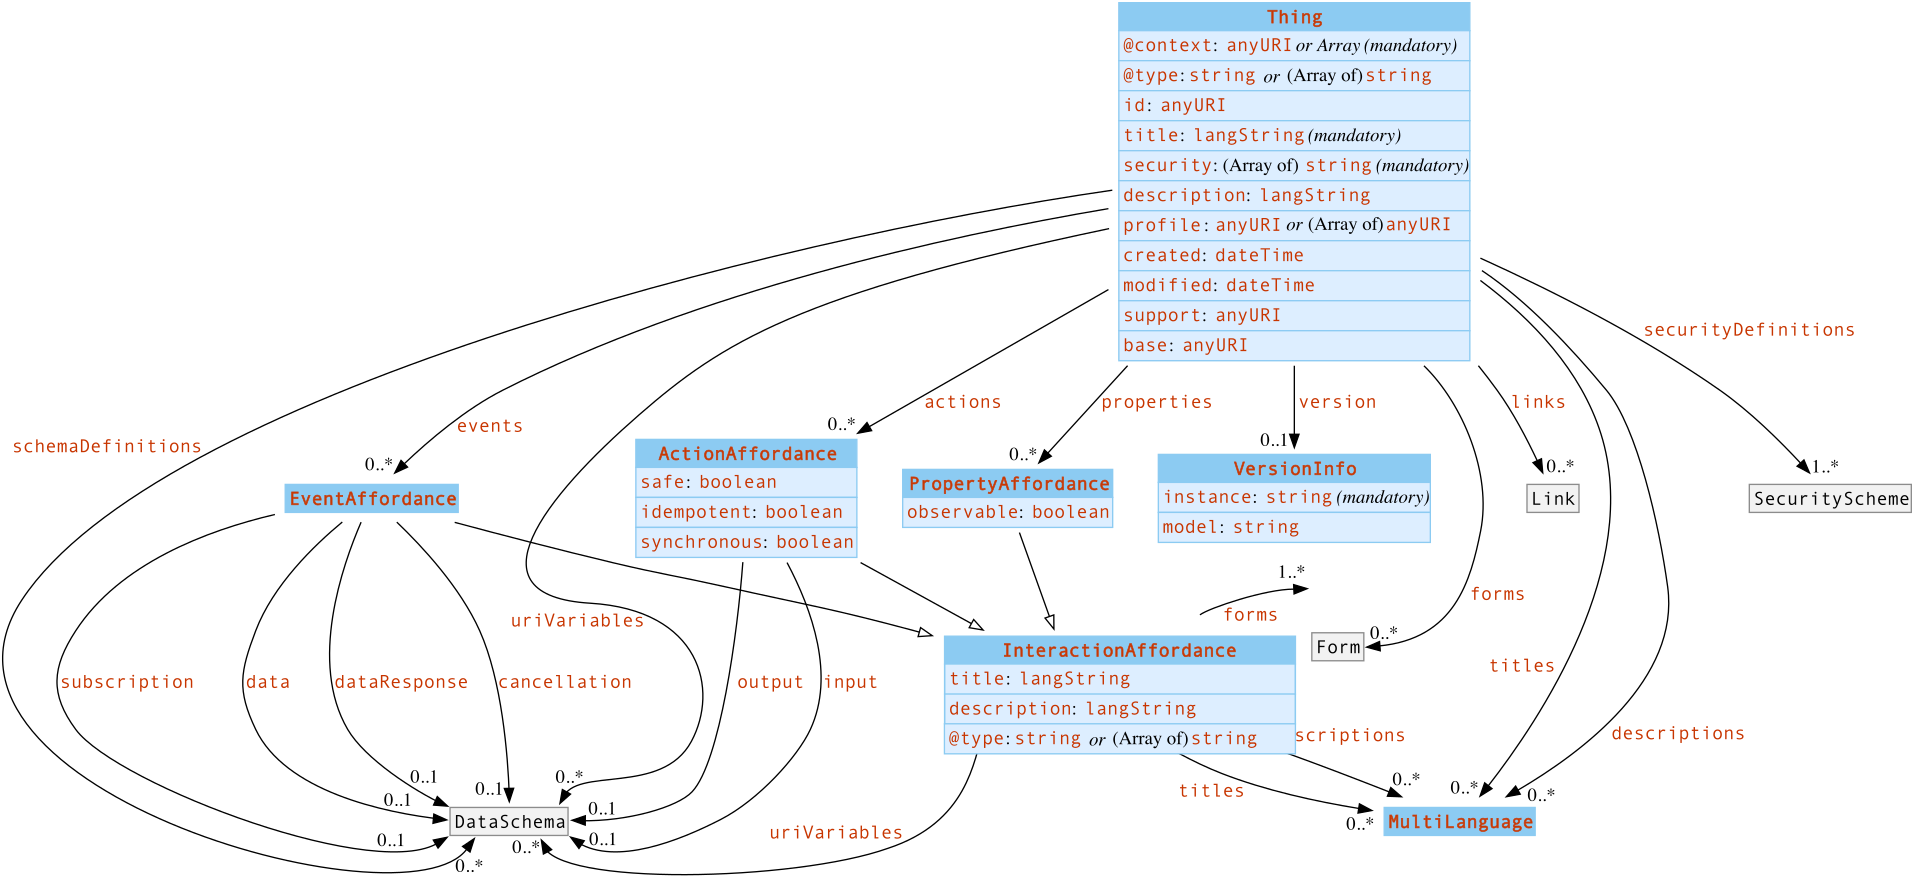 Thing
@context: anyURI or Array (mandatory)
@type: string or (Array of) string
id: anyURI
title: langString (mandatory)
security: (Array of) string (mandatory)
description: langString
profile: anyURI or (Array of) anyURI
created: dateTime
modified: dateTime
support: anyURI
base: anyURI
securityDefinitions
schemaDefinitions
events
actions
properties
version
links
0..*
0..*
0..*
0..1
0..*
1..*
EventAffordance
ActionAffordance
safe: boolean
idempotent: boolean
synchronous: boolean
PropertyAffordance
observable: boolean
VersionInfo
instance: string (mandatory)
model: string
Link
SecurityScheme
1..*
forms
forms
uriVariables
0..*
Form
InteractionAffordance
title: langString
description: langString
@type: string or (Array of) string
subscription
data
dataResponse
cancellation
output
input
titles
scriptions
descriptions
titles
0..1
0..1
0..1
0..*
0..1
0..1
0..1
0..*
0..*
0..*
0..*
0..*
0..*
uriVariables
DataSchema
MultiLanguage